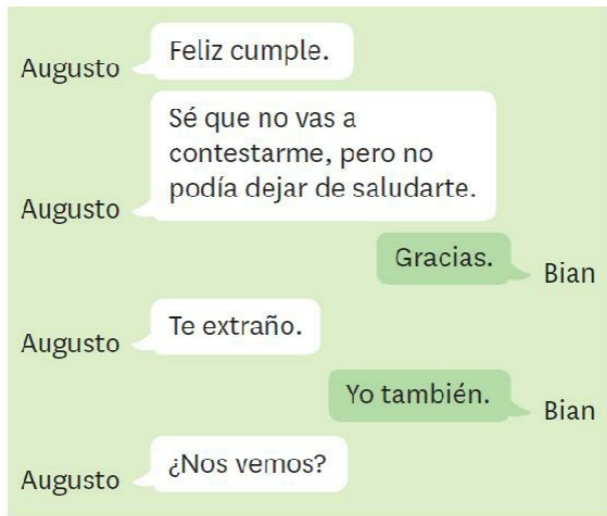 Augusto
Feliz cumple.
Augusto
Sé que no vas a
contestarme, pero no
podía dejar de saludarte.
Gracias.
Bian
Augusto
Te extraño.
Yo también.
Bian
Augusto
¿Nos vemos?